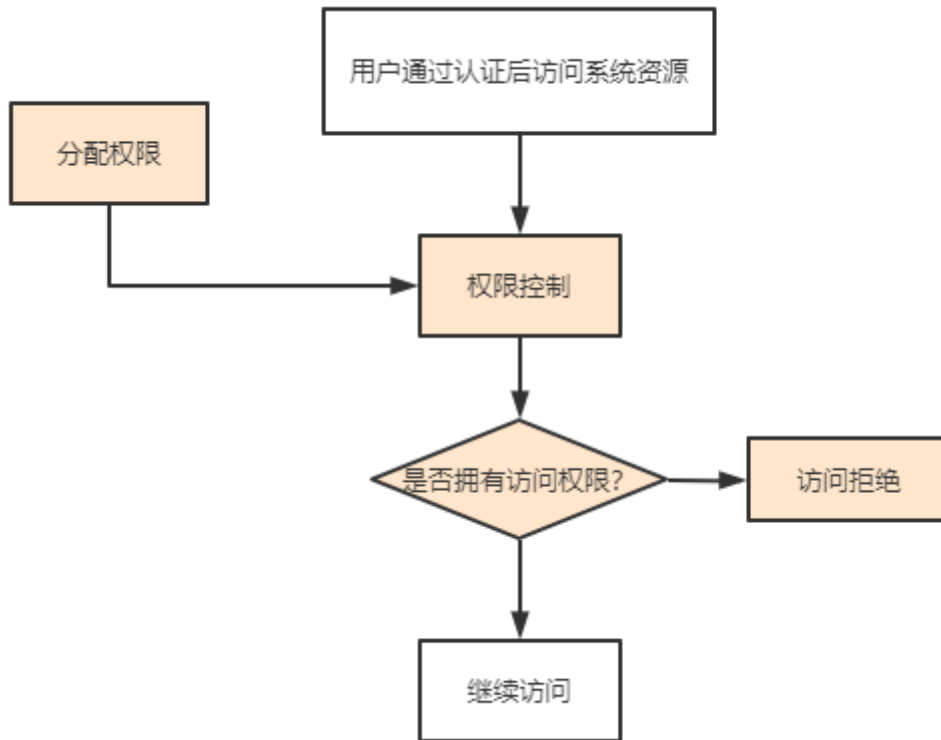 用户通过认证后访问系统资源
分配权限
权限控制
是否拥有访问权限?
访问拒绝
继续访问